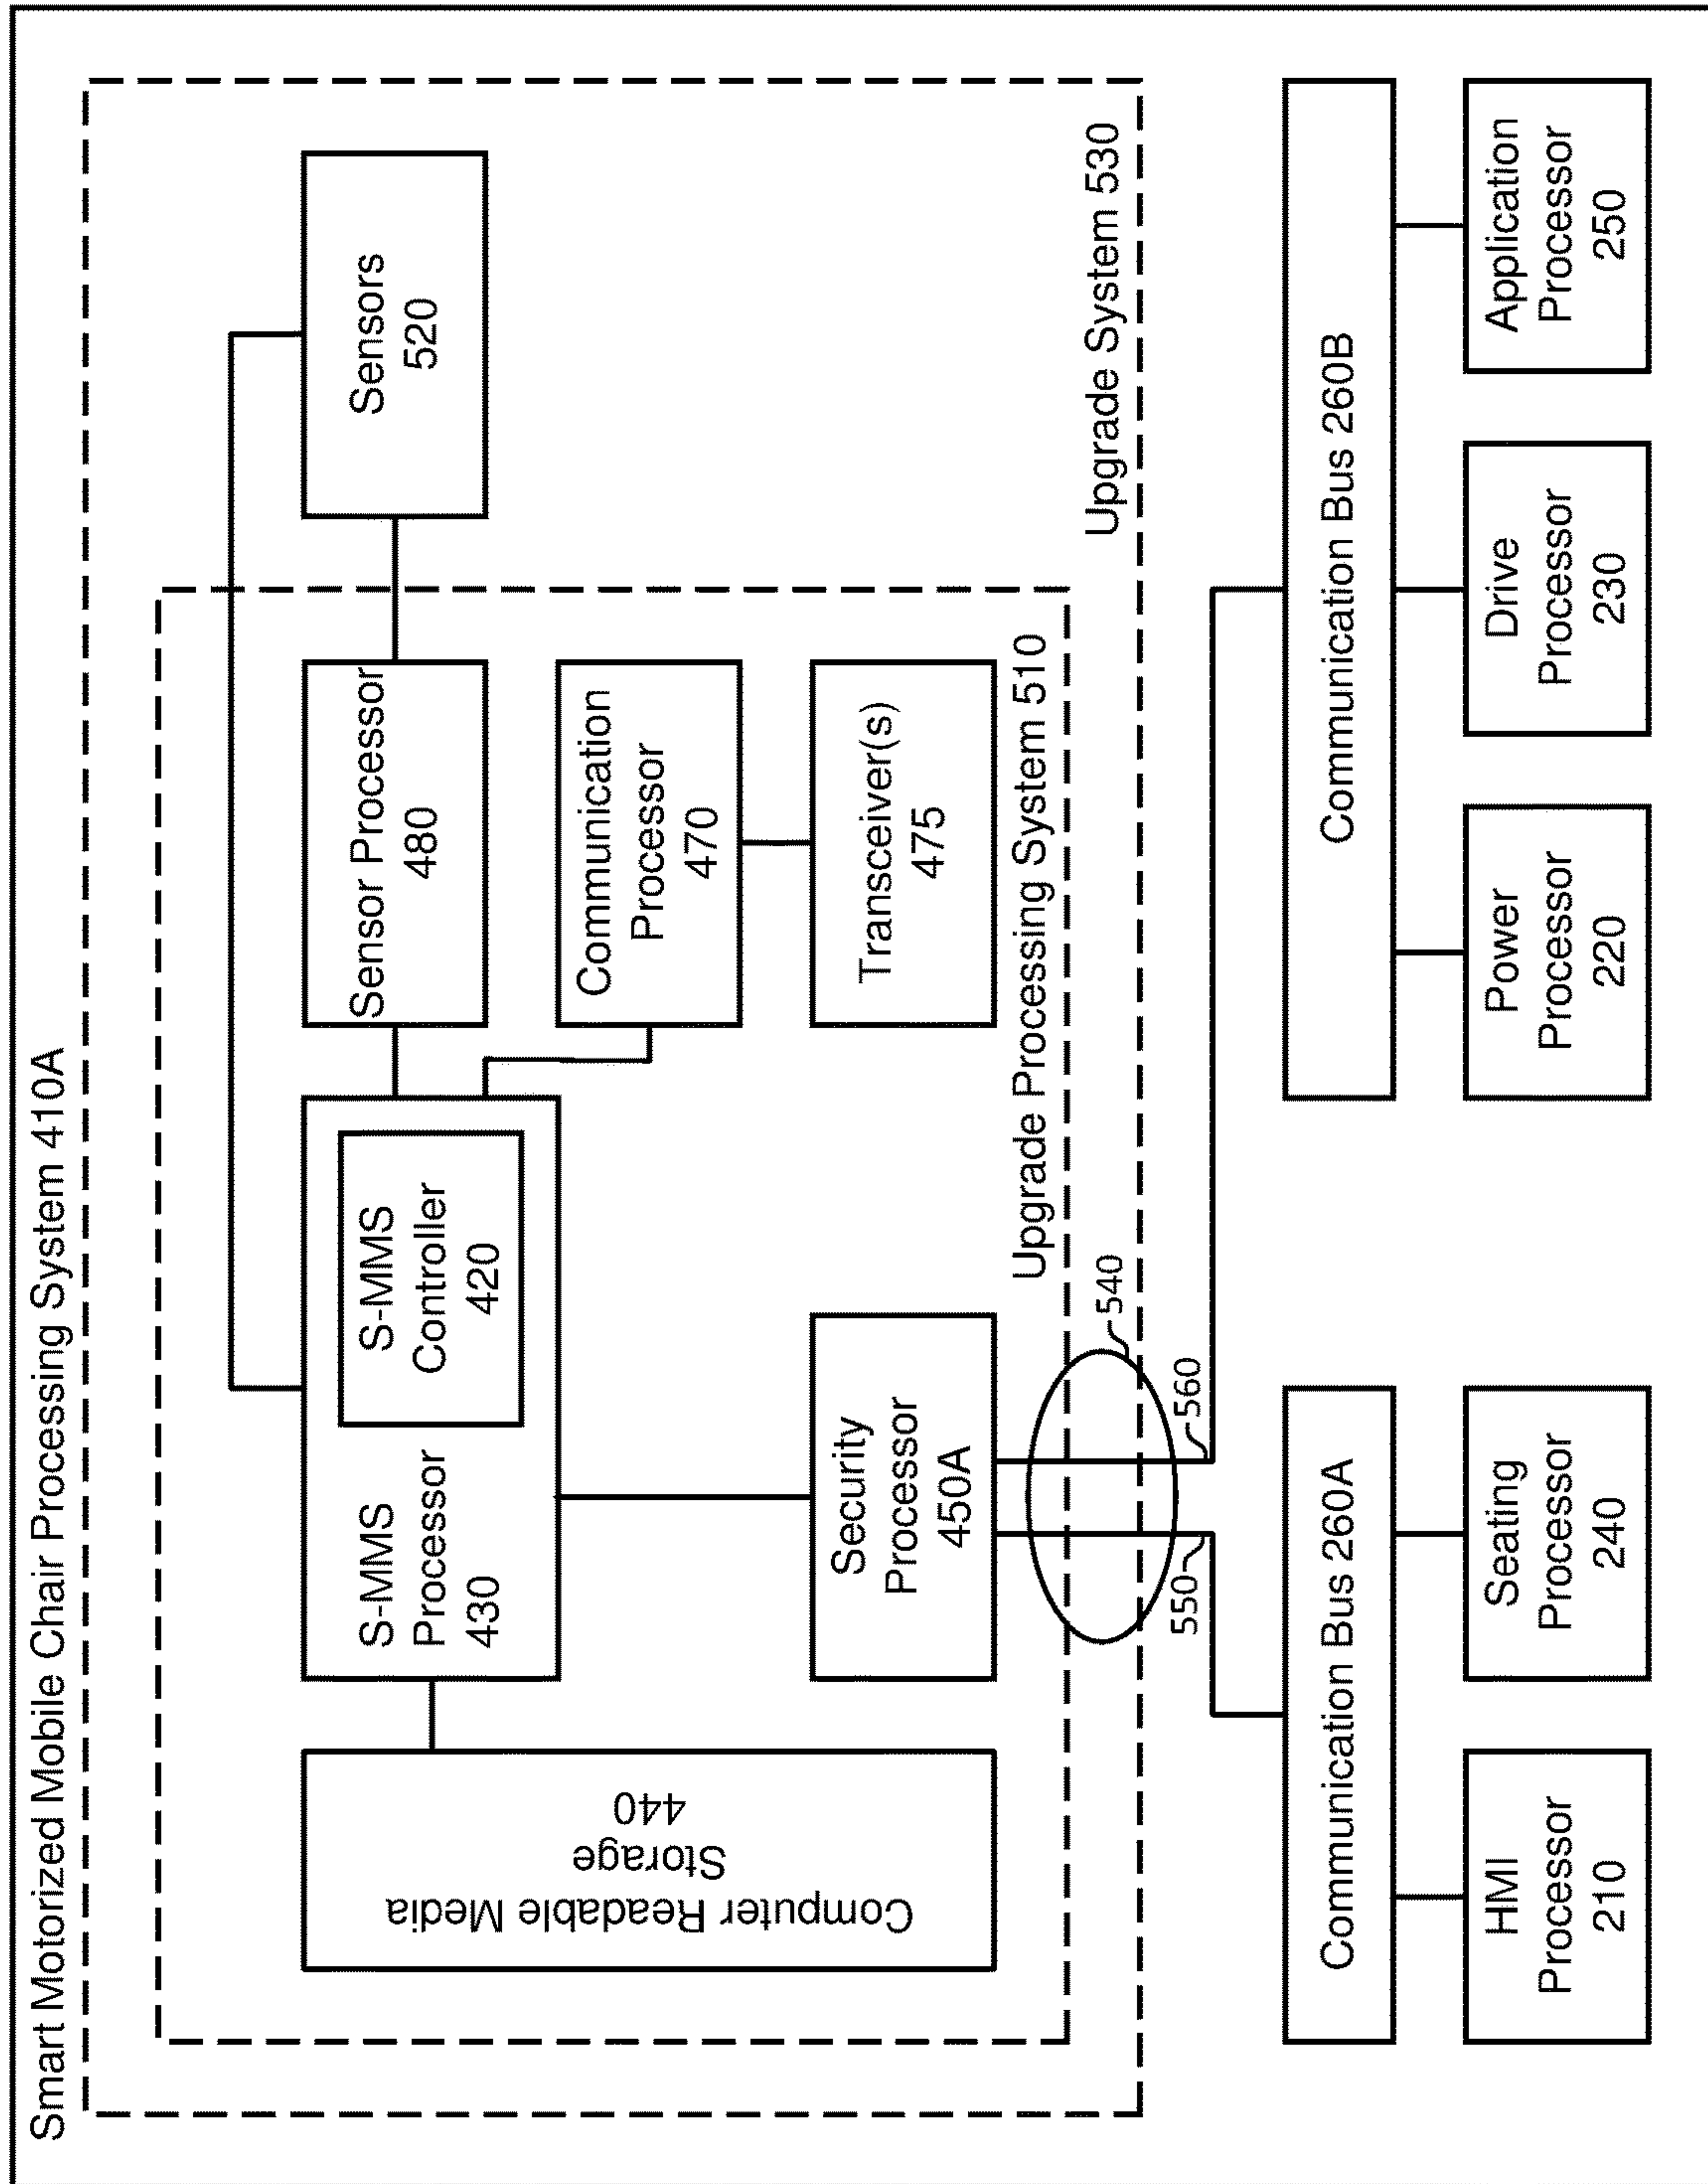 Smart Motorized Mobile Chair Processing System 410A
Computer Readable Media
Storage
440
S-MMS
Processor
430
S-MMS
Controller
420
Sensor Processor
480
Sensors
520
Communication
Processor
470
Security
Processor
450A
Transceiver(s)
475
Upgrade Processing System 510
Upgrade System 530
540
550
560
Communication Bus 260A
Communication Bus 260B
HMI
Processor
210
Seating
Processor
240
Power
Processor
220
Drive
Processor
230
Application
Processor
250